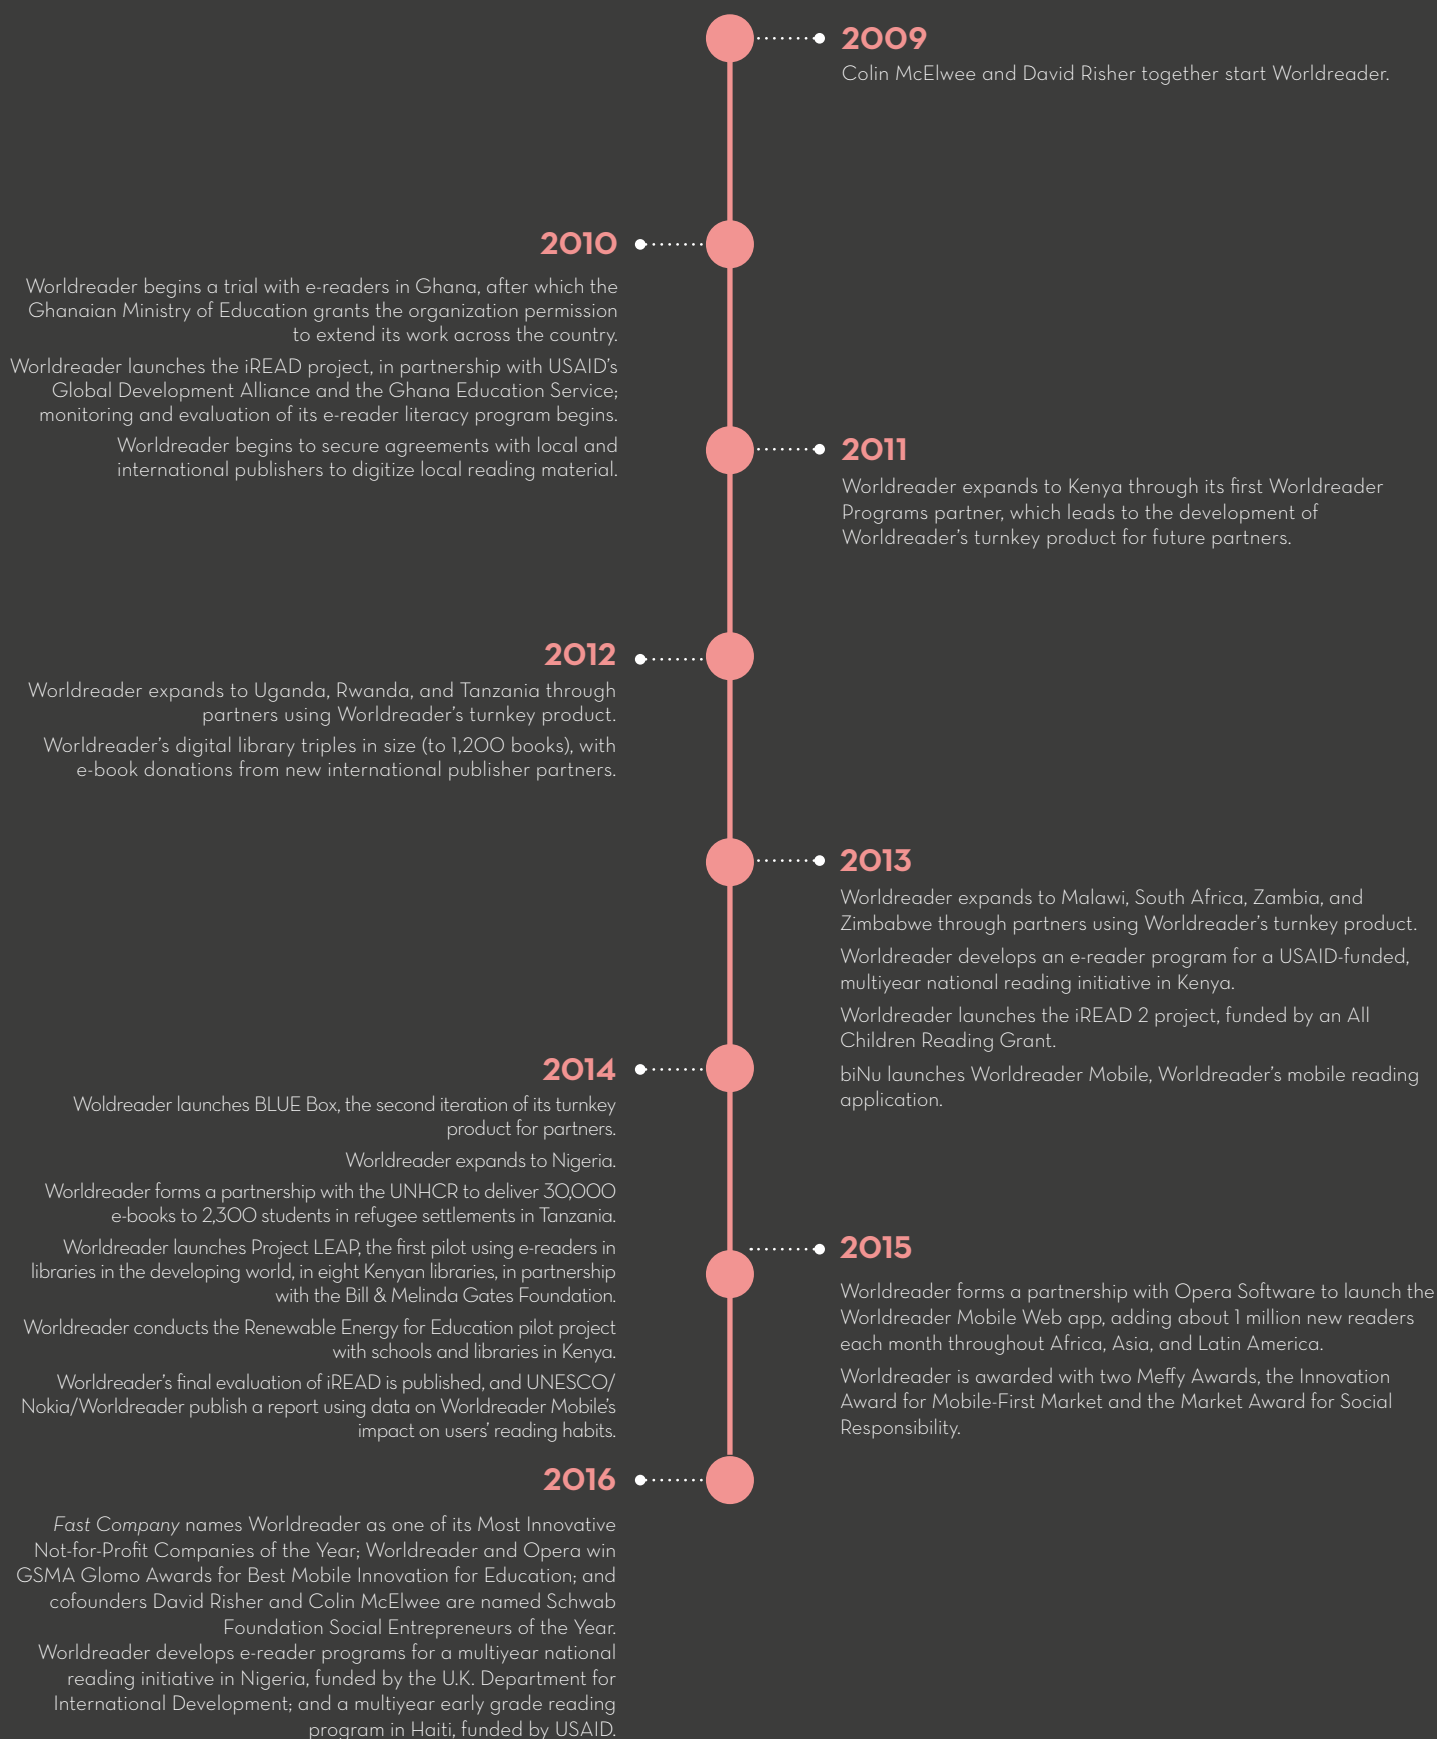 2009
Colin McElwee and David Risher together start Worldreader.
2010
Worldreader begins a trial with e-readers in Ghana, after which the
Ghanaian Ministry of Education grants the organization permission
to extend its work across the country.
Worldreader launches the iREAD project, in partnership with USAID’s
Global Development Alliance and the Ghana Education Service;
monitoring and evaluation of its e-reader literacy program begins.
Worldreader begins to secure agreements with local and
international publishers to digitize local reading material.
2011
Worldreader expands to Kenya through its first Worldreader
Programs partner, which leads to the development of
Worldreader’s turnkey product for future partners.
2012
Worldreader expands to Uganda, Rwanda, and Tanzania through
partners using Worldreader’s turnkey product.
Worldreader’s digital library triples in size (to 1,200 books), with
e-book donations from new international publisher partners.
2013
Worldreader expands to Malawi, South Africa, Zambia, and
Zimbabwe through partners using Worldreader’s turnkey product.
Worldreader develops an e-reader program for a USAID-funded,
multiyear national reading initiative in Kenya.
Worldreader launches the iREAD 2 project, funded by an All
Children Reading Grant.
biNu launches Worldreader Mobile, Worldreader’s mobile reading
application.
2014
Woldreader launches BLUE Box, the second iteration of its turnkey
product for partners.
Worldreader expands to Nigeria.
Worldreader forms a partnership with the UNHCR to deliver 30,000
e-books to 2,300 students in refugee settlements in Tanzania.
Worldreader launches Project LEAP, the first pilot using e-readers in
libraries in the developing world, in eight Kenyan libraries, in partnership
with the Bill & Melinda Gates Foundation.
Worldreader conducts the Renewable Energy for Education pilot project
with schools and libraries in Kenya.
Worldreader’s final evaluation of iREAD is published, and UNESCO/
Nokia/Worldreader publish a report using data on Worldreader Mobile’s
impact on users’ reading habits.
2015
Worldreader forms a partnership with Opera Software to launch the
Worldreader Mobile Web app, adding about 1 million new readers
each month throughout Africa, Asia, and Latin America.
Worldreader is awarded with two Meffy Awards, the Innovation
Award for Mobile-First Market and the Market Award for Social
Responsibility.
2016
Fast Company names Worldreader as one of its Most Innovative
Not-for-Profit Companies of the Year; Worldreader and Opera win
GSMA Glomo Awards for Best Mobile Innovation for Education; and
cofounders David Risher and Colin McElwee are named Schwab
Foundation Social Entrepreneurs of the Year.
Worldreader develops e-reader programs for a multiyear national
reading initiative in Nigeria, funded by the U.K. Department for
International Development; and a multiyear early grade reading
program in Haiti, funded by USAID.